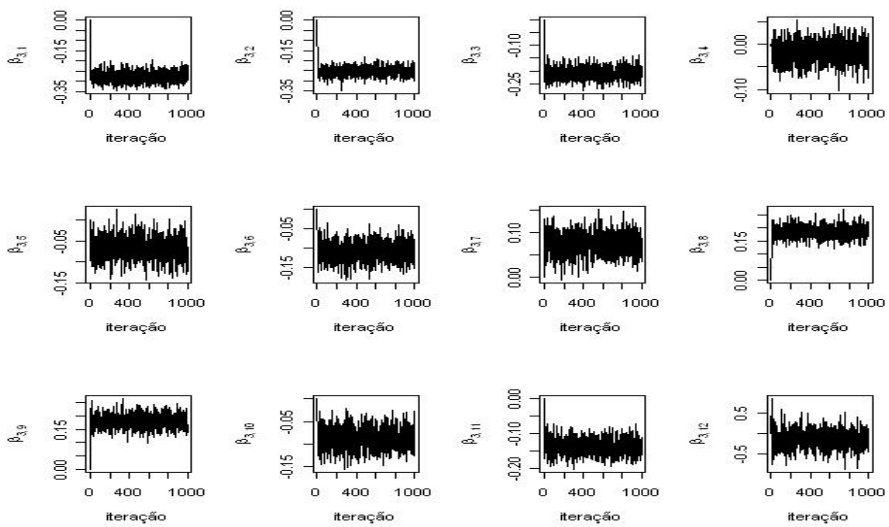 β3,1
0.00
-0.15
-0.35
0 400 1000
iteração
β3,2
0.00
-0.15
-0.35
0 400 1000
iteração
β3,3
-0.10
-0.25
0 400 1000
iteração
β3,4
0.00
-0.10
0 400 1000
iteração
β3,5
-0.05
-0.15
0 400 1000
iteração
β3,6
-0.05
-0.15
0 400 1000
iteração
β3,7
0.10
0.00
0 400 1000
iteração
β3,8
0.15
0.00
0 400 1000
iteração
β3,9
0.15
0.00
0 400 1000
iteração
β3,10
-0.05
-0.15
0 400 1000
iteração
β3,11
0.00
-0.10
-0.20
0 400 1000
iteração
β3,12
0.5
-0.5
0 400 1000
iteração